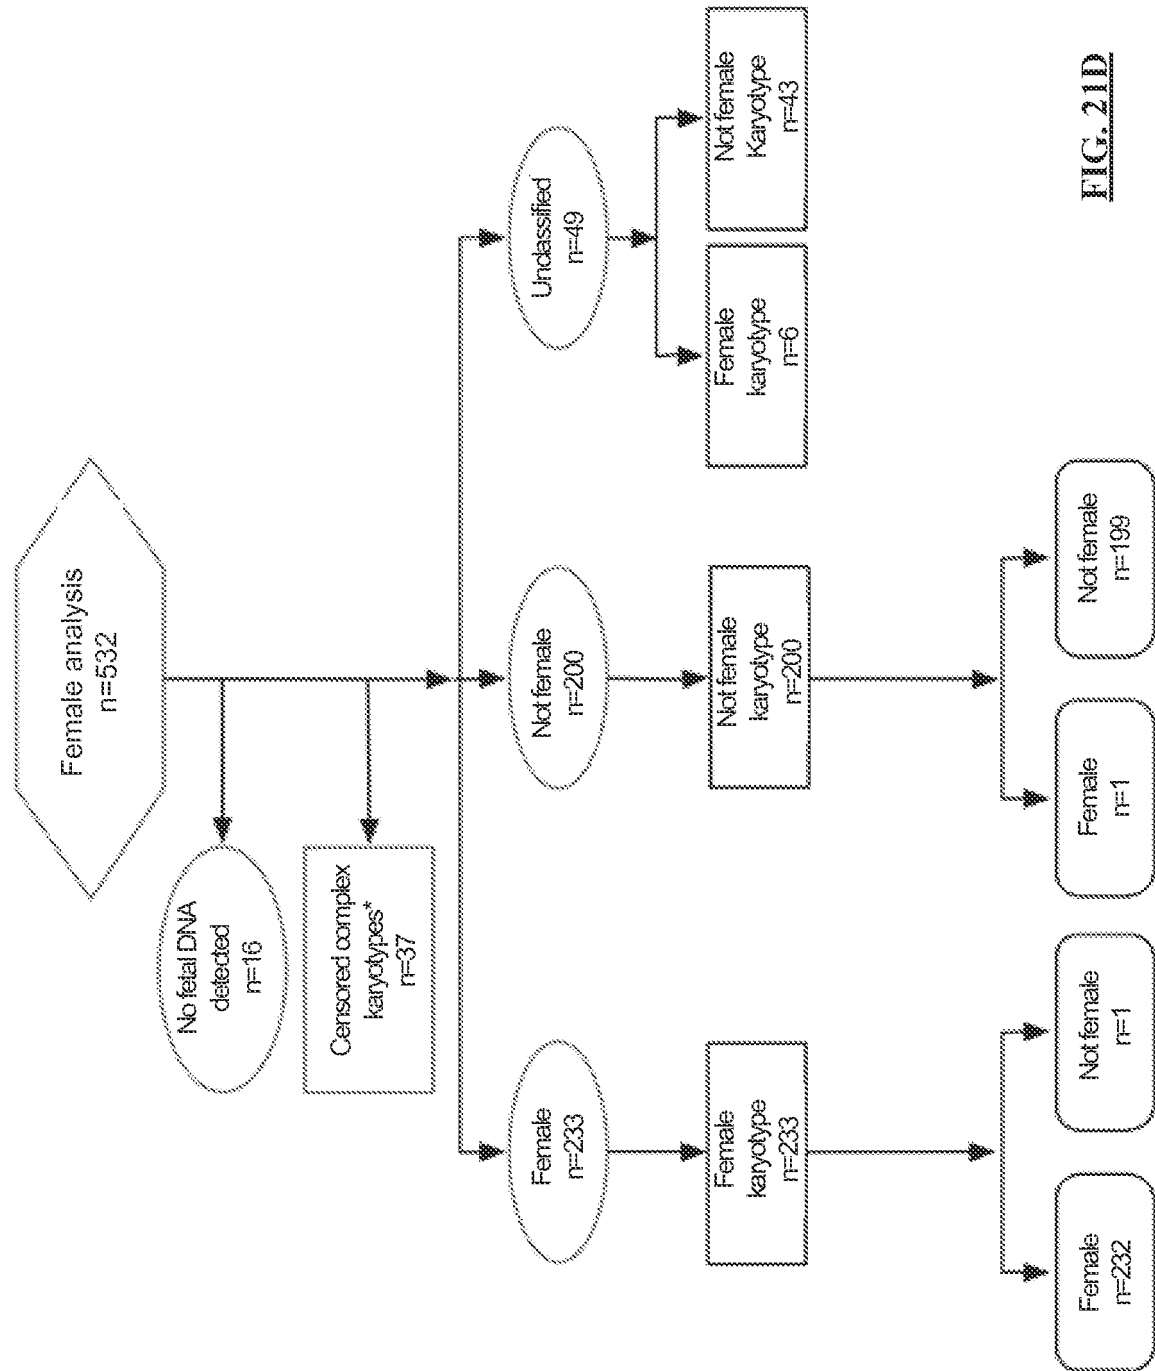 Female analysis
n=532
No fetal DNA
detected
n=16
Censored complex
karyotypes*
n=37
Female
n=233
Not female
n=200
Unclassified
n=49
Female
karyotype
n=233
Not female
karyotype
n=200
Female
karyotype
n=6
Not female
Karyotype
n=43
Female
n=232
Not female
n=1
Female
n=1
Not female
n=199
FIG. 21D